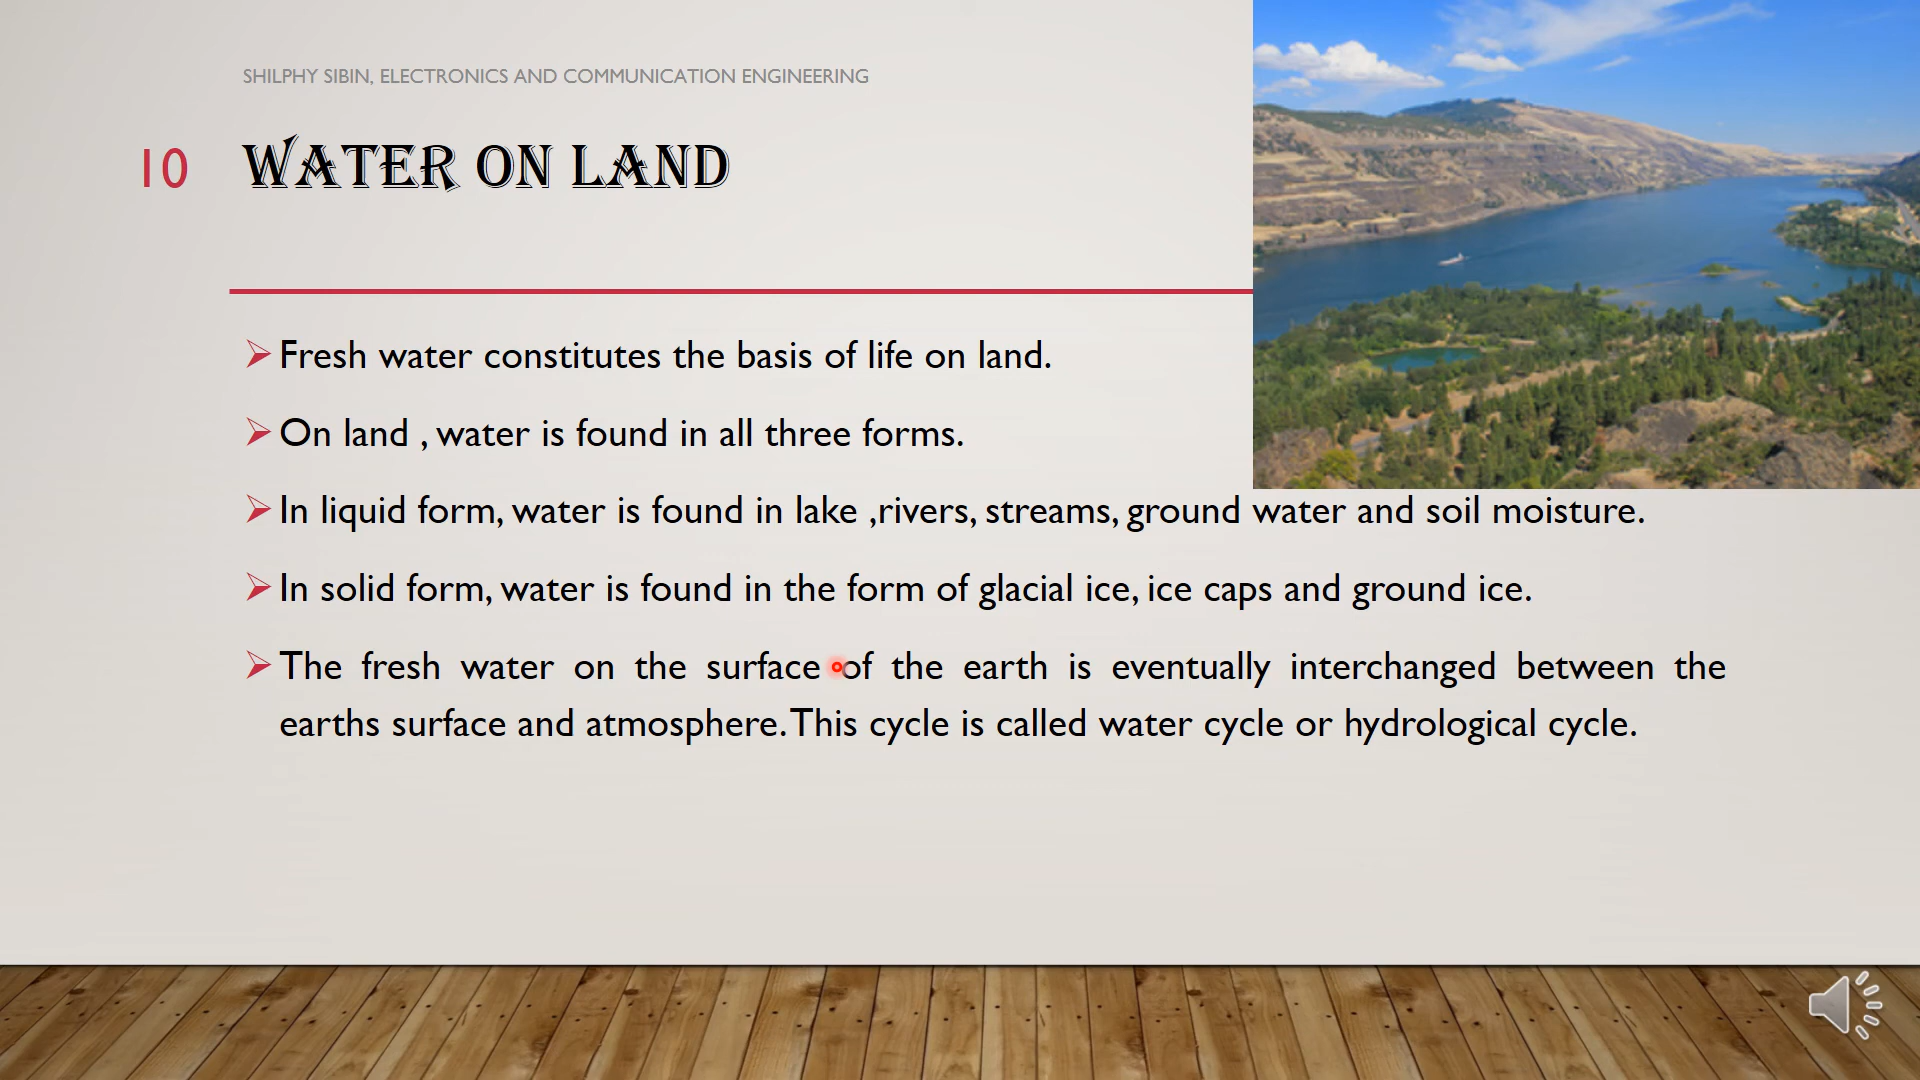 SHILPHY SIBIN, ELECTRONICS AND COMMUNICATION ENGINEERING
10 WATER ON LAND
Fresh water constitutes the basis of life on land.
On land , water is found in all three forms.
In liquid form, water is found in lake ,rivers, streams, ground water and soil moisture.
In solid form, water is found in the form of glacial ice, ice caps and ground ice.
The fresh water on the surface of the earth is eventually interchanged between the
earths surface and atmosphere. This cycle is called water cycle or hydrological cycle.